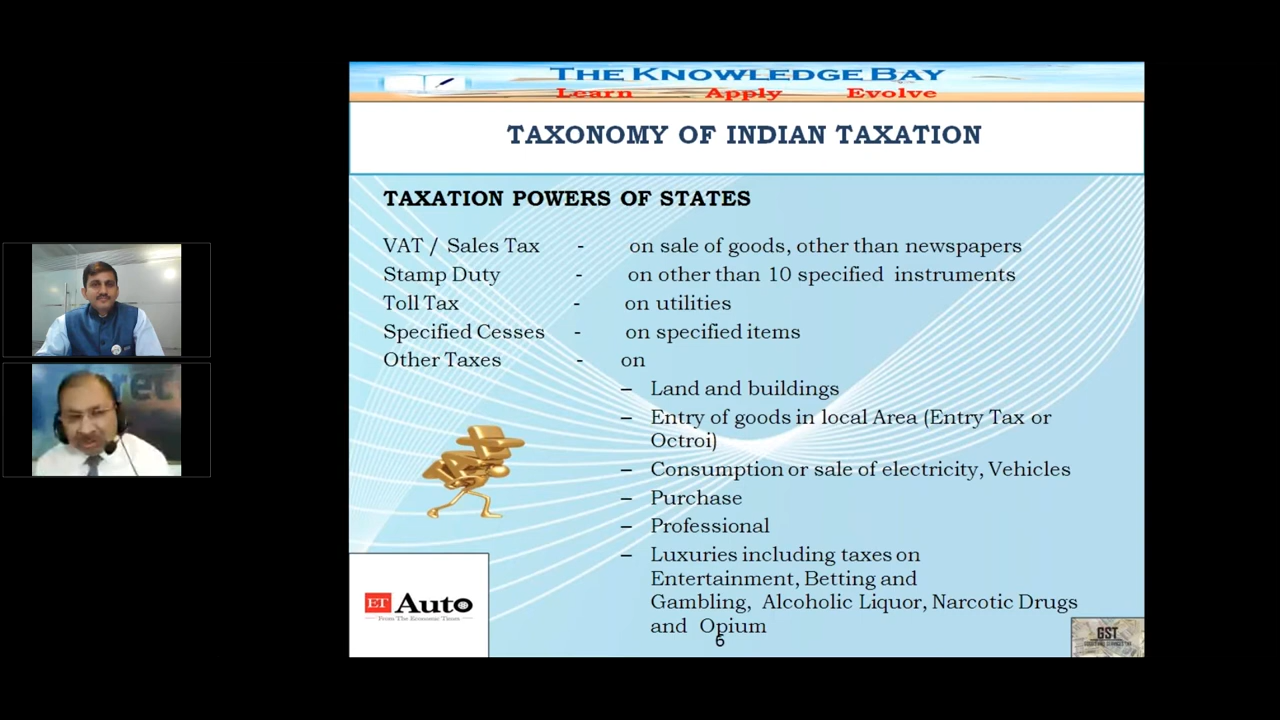 THE KNOWLEDGE BAY
Learn Apply Evolve
TAXONOMY OF INDIAN TAXATION
TAXATION POWERS OF STATES
VAT / Sales Tax - on sale of goods, other than newspapers
Stamp Duty - on other than 10 specified instruments
Toll Tax - on utilities
Specified Cesses - on specified items
Other Taxes - on
– Land and buildings
– Entry of goods in local Area (Entry Tax or
Octroi)
– Consumption or sale of electricity, Vehicles
– Purchase
– Professional
– Luxuries including taxes on
Entertainment, Betting and
Gambling, Alcoholic Liquor, Narcotic Drugs
and Opium
6
ET Auto
From The Economic Times
GST